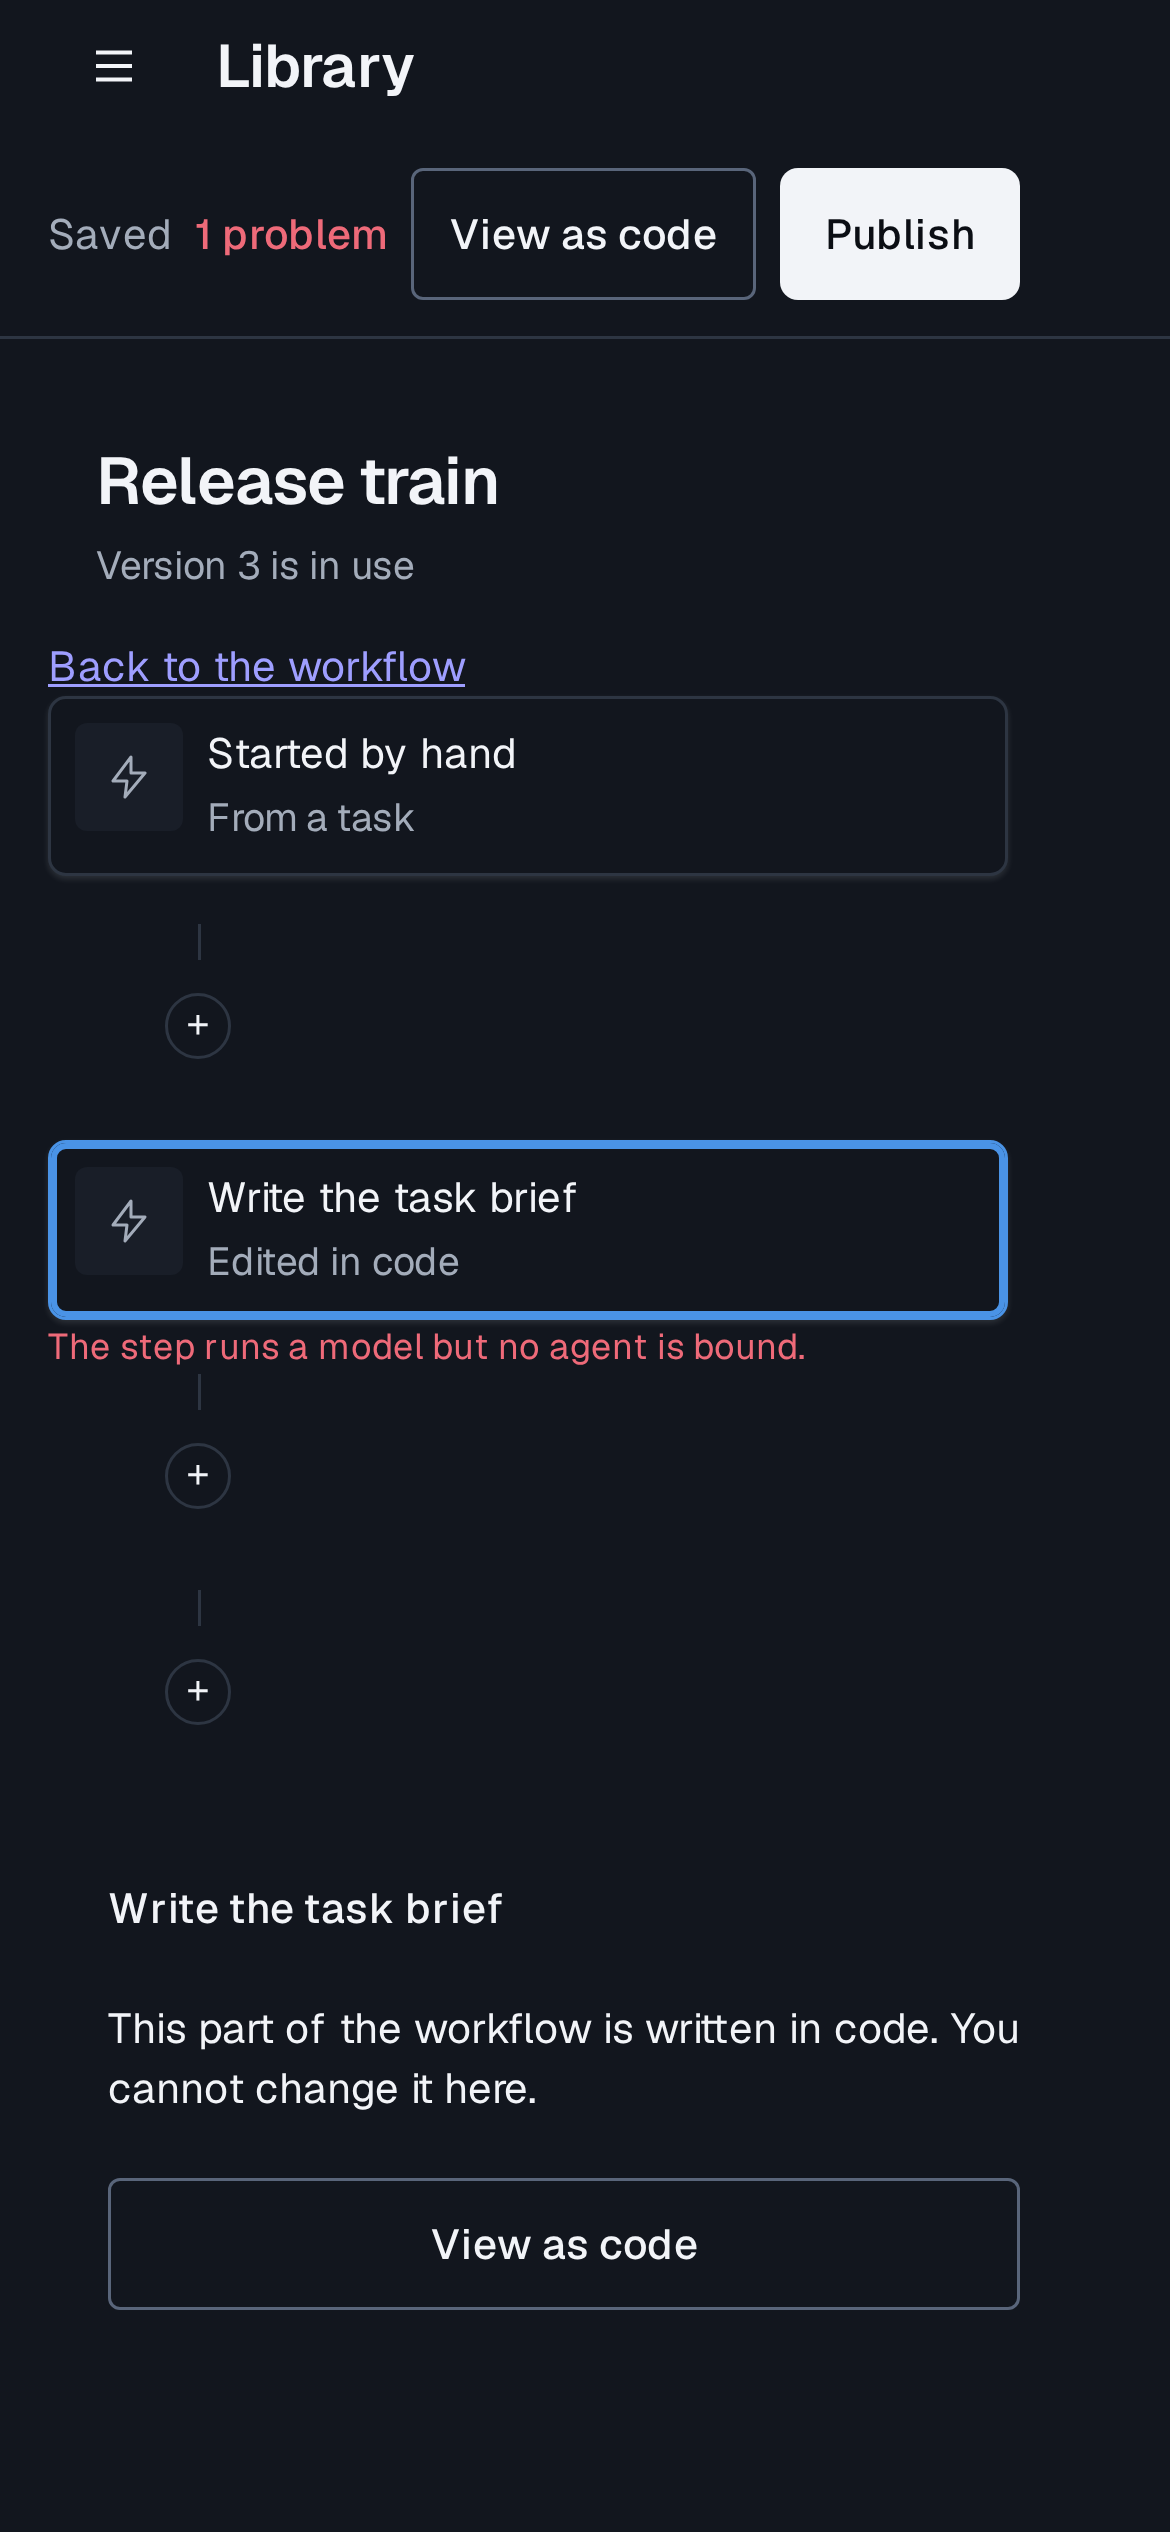 Library
Saved 1 problem View as code Publish
Release train
Version 3 is in use
Back to the workflow
Started by hand
From a task
+
Write the task brief
Edited in code
The step runs a model but no agent is bound.
+
+
Write the task brief
This part of the workflow is written in code. You
cannot change it here.
View as code